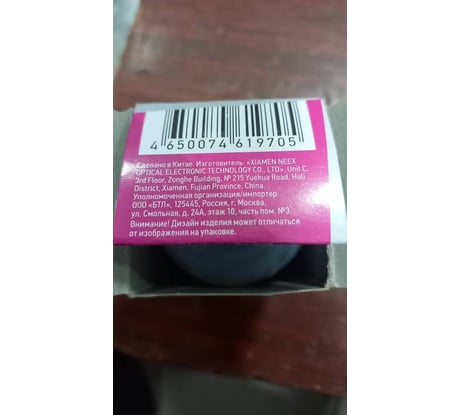 4 650074 619705
Сделано в Китае. Изготовитель: «XIAMEN NEEX
OPTICAL ELECTRONIC TECHNOLOGY CO., LTD», Unit C,
3rd Floor, Zonghe Building, № 215 Yuehua Road, Huli
District, Xiamen, Fujian Province, China.
Уполномоченная организация/импортер:
ООО «БТЛ», 125445, Россия, г. Москва,
ул. Смольная, д. 24А, этаж 10, часть пом. №3.
Внимание! Дизайн изделия может отличаться
от изображения на упаковке.